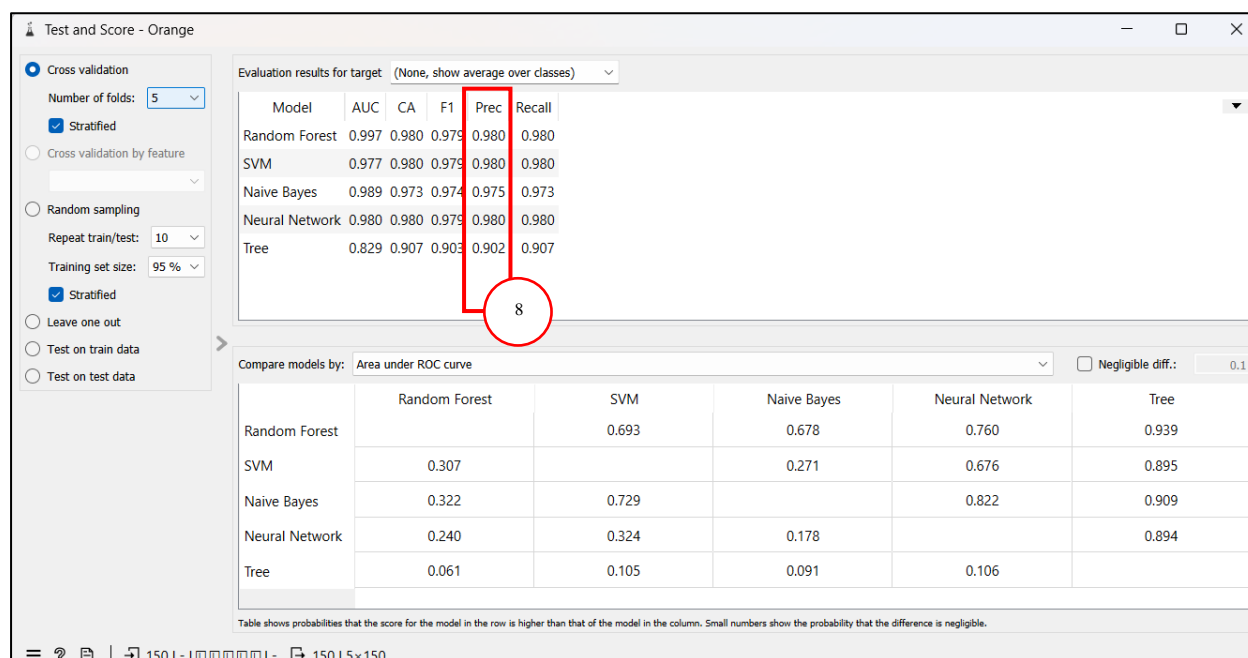 Test and Score - Orange
Cross validation
Number of folds: 5
Stratified
Cross validation by feature
Random sampling
Repeat train/test: 10
Training set size: 95 %
Stratified
Leave one out
Test on train data
Test on test data
Evaluation results for target (None, show average over classes)
Model AUC CA F1 Prec Recall
Random Forest 0.997 0.980 0.979 0.980 0.980
SVM 0.977 0.980 0.979 0.980 0.980
Naive Bayes 0.989 0.973 0.974 0.975 0.973
Neural Network 0.980 0.980 0.979 0.980 0.980
Tree 0.829 0.907 0.903 0.902 0.907
8
Compare models by: Area under ROC curve Negligible diff.: 0.1
Random Forest SVM Naive Bayes Neural Network Tree
Random Forest 0.693 0.678 0.760 0.939
SVM 0.307 0.271 0.676 0.895
Naive Bayes 0.322 0.729 0.822 0.909
Neural Network 0.240 0.324 0.178 0.894
Tree 0.061 0.105 0.091 0.106
Table shows probabilities that the score for the model in the row is higher than that of the model in the column. Small numbers show the probability that the difference is negligible.